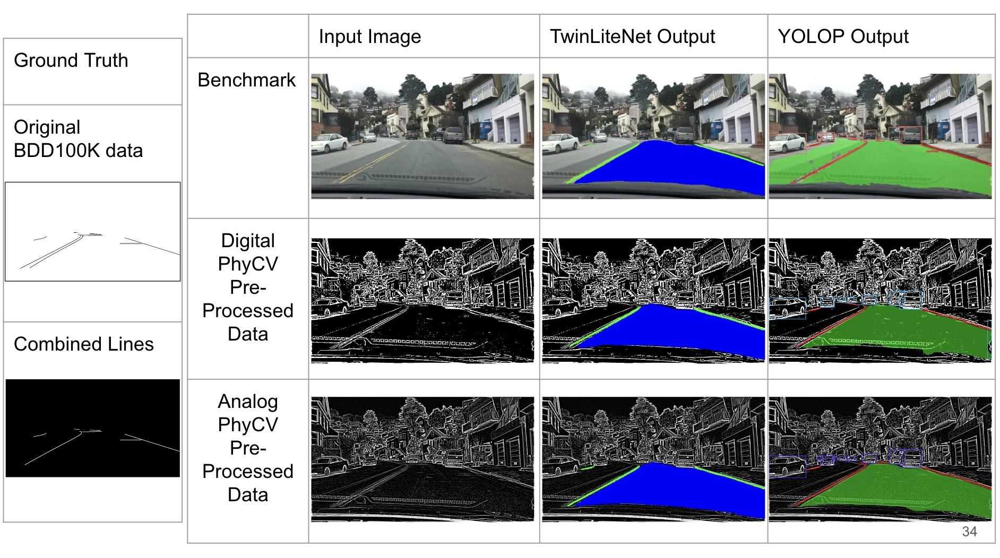 Ground Truth
Original
BDD100K data
Combined Lines
Input Image
TwinLiteNet Output
YOLOP Output
Benchmark
Digital
PhyCV
Pre-
Processed
Data
Analog
PhyCV
Pre-
Processed
Data
34